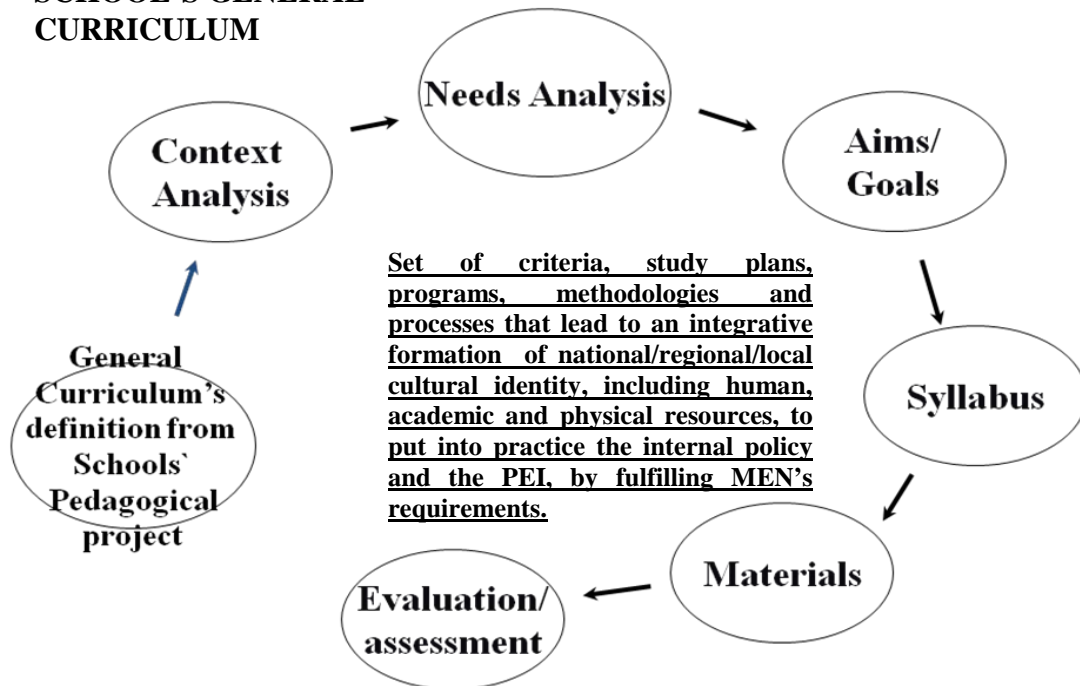 SCHOOL'S GENERAL
CURRICULUM
Needs Analysis
Context
Analysis
Aims/
Goals
Set of criteria, study plans,
programs, methodologies and
processes that lead to an integrative
formation of national/regional/local
cultural identity, including human,
academic and physical resources, to
put into practice the internal policy
and the PEI, by fulfilling MEN's
requirements.
General
Curriculum's
definition from
Schools`
Pedagogical
project
Syllabus
Materials
Evaluation/
assessment